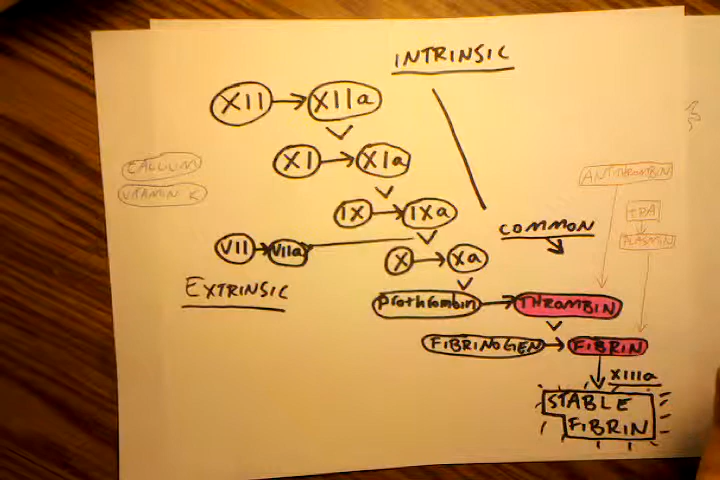 INTRINSIC
XII → XIIa
XI → XIa
CALCIUM
VITAMIN K
ANTITHROMBIN
IX → IXa
TPA
COMMON
PLASMIN
VII → VIIa
X → Xa
EXTRINSIC
Prothrombin → THROMBIN
FIBRINOGEN → FIBRIN
XIIIa
STABLE
FIBRIN